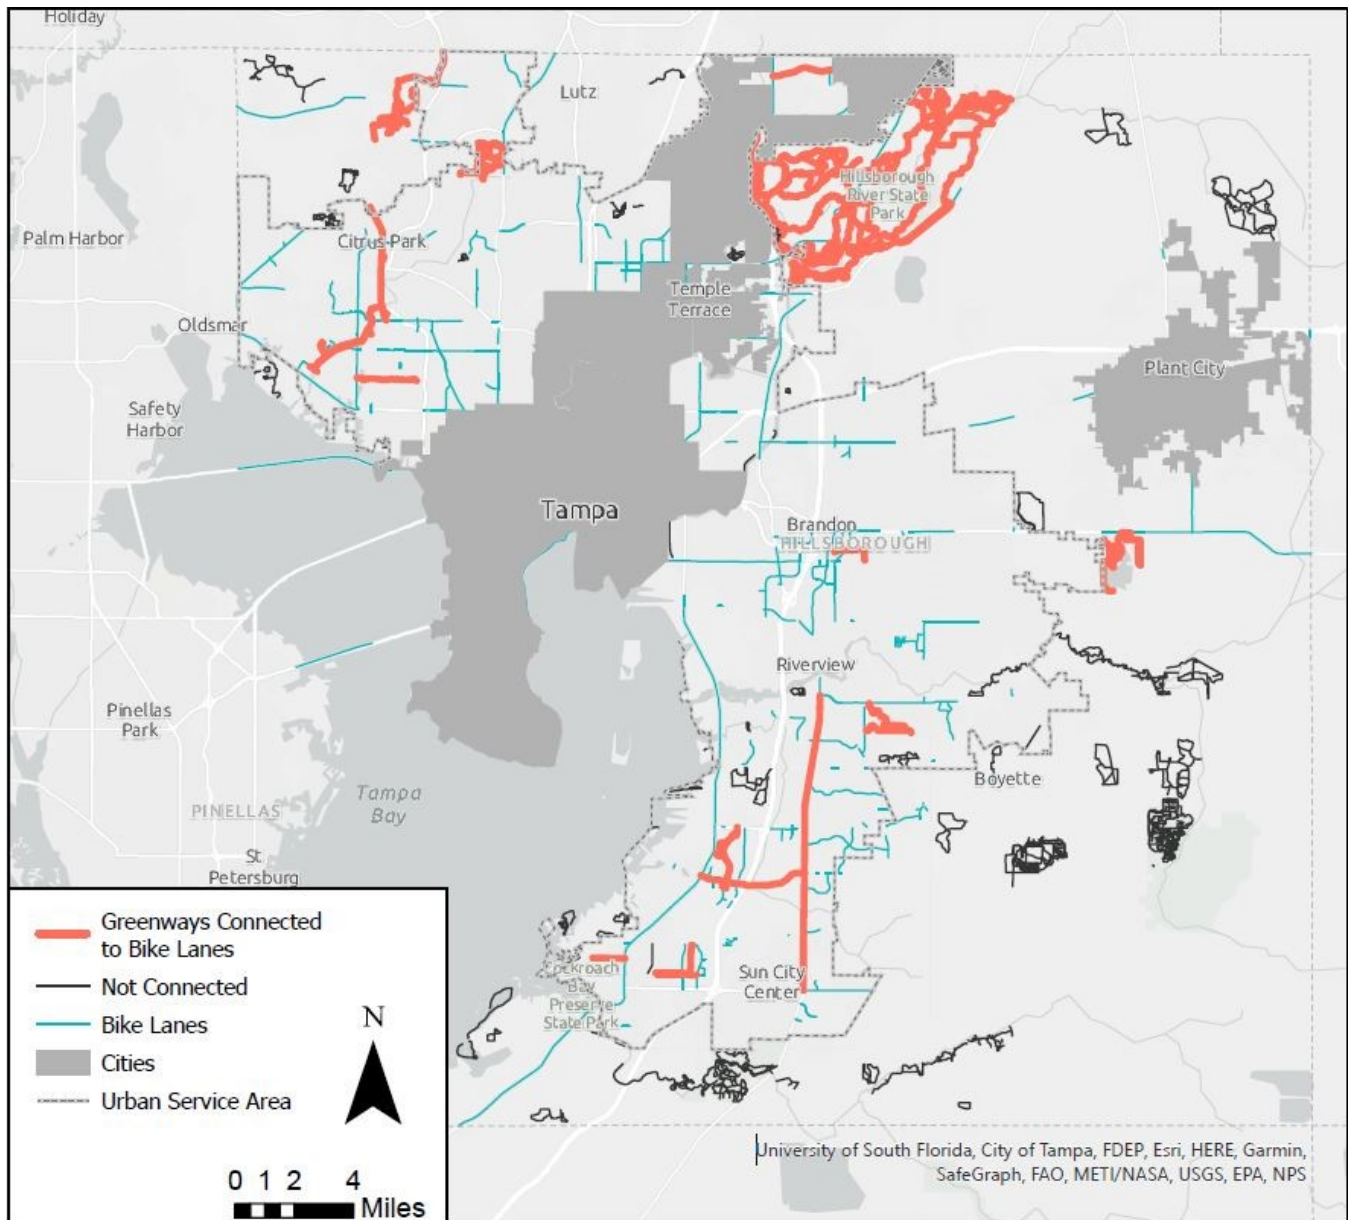 Holiday
Lutz
Hillsborough
River State
Park
Palm Harbor
Citrus Park
Temple
Terrace
Oldsmar
Plant City
Safety
Harbor
Tampa
Brandon
HILLSBOROUGH
Riverview
Pinellas
Park
Boyette
PINELLAS
Tampa
Bay
St
Petersburg
Cockroach
Bay
Preserve
State Park
Sun City
Center
Greenways Connected
to Bike Lanes
Not Connected
Bike Lanes
Cities
Urban Service Area
N
0 1 2 4
Miles
University of South Florida, City of Tampa, FDEP, Esri, HERE, Garmin,
SafeGraph, FAO, METI/NASA, USGS, EPA, NPS